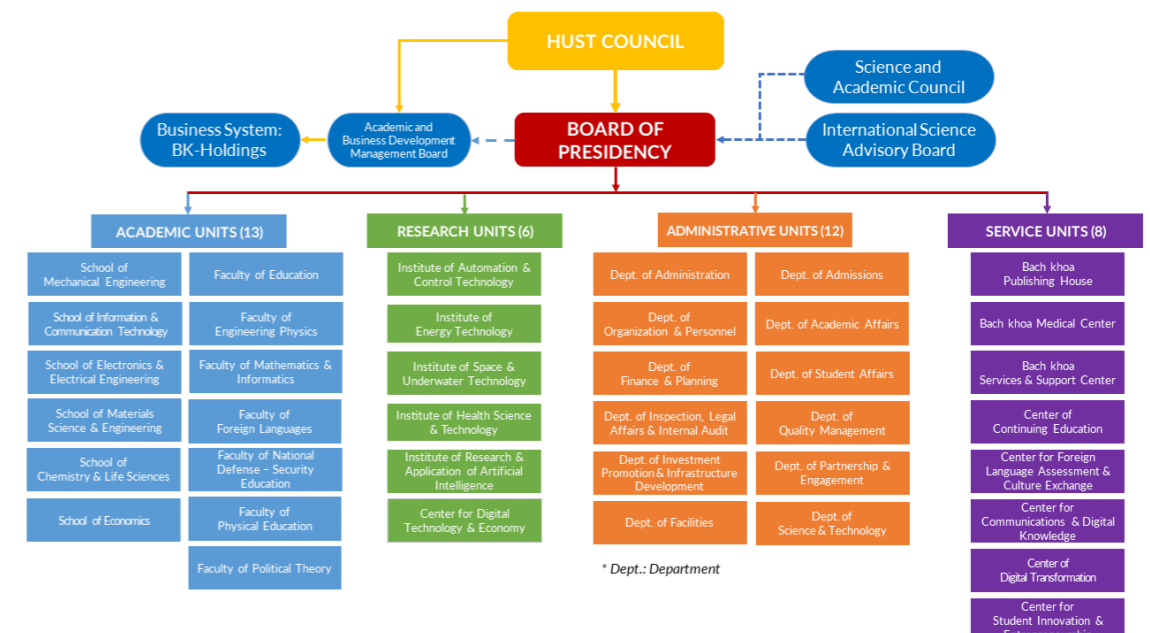 HUST COUNCIL
Science and
Academic Council
Business System:
BK-Holdings
Academic and
Business Development
Management Board
BOARD OF
PRESIDENCY
International Science
Advisory Board
ACADEMIC UNITS (13)
School of
Mechanical Engineering
School of Information &
Communication Technology
School of Electronics &
Electrical Engineering
School of Materials
Science & Engineering
School of
Chemistry & Life Sciences
School of Economics
Faculty of Education
Faculty of
Engineering Physics
Faculty of Mathematics &
Informatics
Faculty of
Foreign Languages
Faculty of National
Defense – Security
Education
Faculty of
Physical Education
Faculty of Political Theory
RESEARCH UNITS (6)
Institute of Automation &
Control Technology
Institute of
Energy Technology
Institute of Space &
Underwater Technology
Institute of Health Science
& Technology
Institute of Research &
Application of Artificial
Intelligence
Center for Digital
Technology & Economy
ADMINISTRATIVE UNITS (12)
Dept. of Administration
Dept. of
Organization & Personnel
Dept. of
Finance & Planning
Dept. of Inspection, Legal
Affairs & Internal Audit
Dept. of Investment
Promotion & Infrastructure
Development
Dept. of Facilities
Dept. of Admissions
Dept. of Academic Affairs
Dept. of Student Affairs
Dept. of
Quality Management
Dept. of Partnership &
Engagement
Dept. of
Science & Technology
* Dept.: Department
SERVICE UNITS (8)
Bach khoa
Publishing House
Bach khoa Medical Center
Bach khoa
Services & Support Center
Center of
Continuing Education
Center for Foreign
Language Assessment &
Culture Exchange
Center for
Communications & Digital
Knowledge
Center of
Digital Transformation
Center for
Student Innovation &